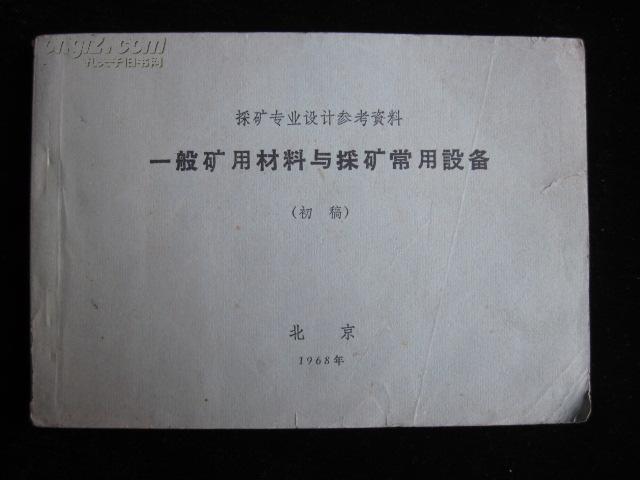 孔夫子旧书网
採矿专业设计参考資料
一般矿用材料与採矿常用設备
(初 稿)
北 京
1968年